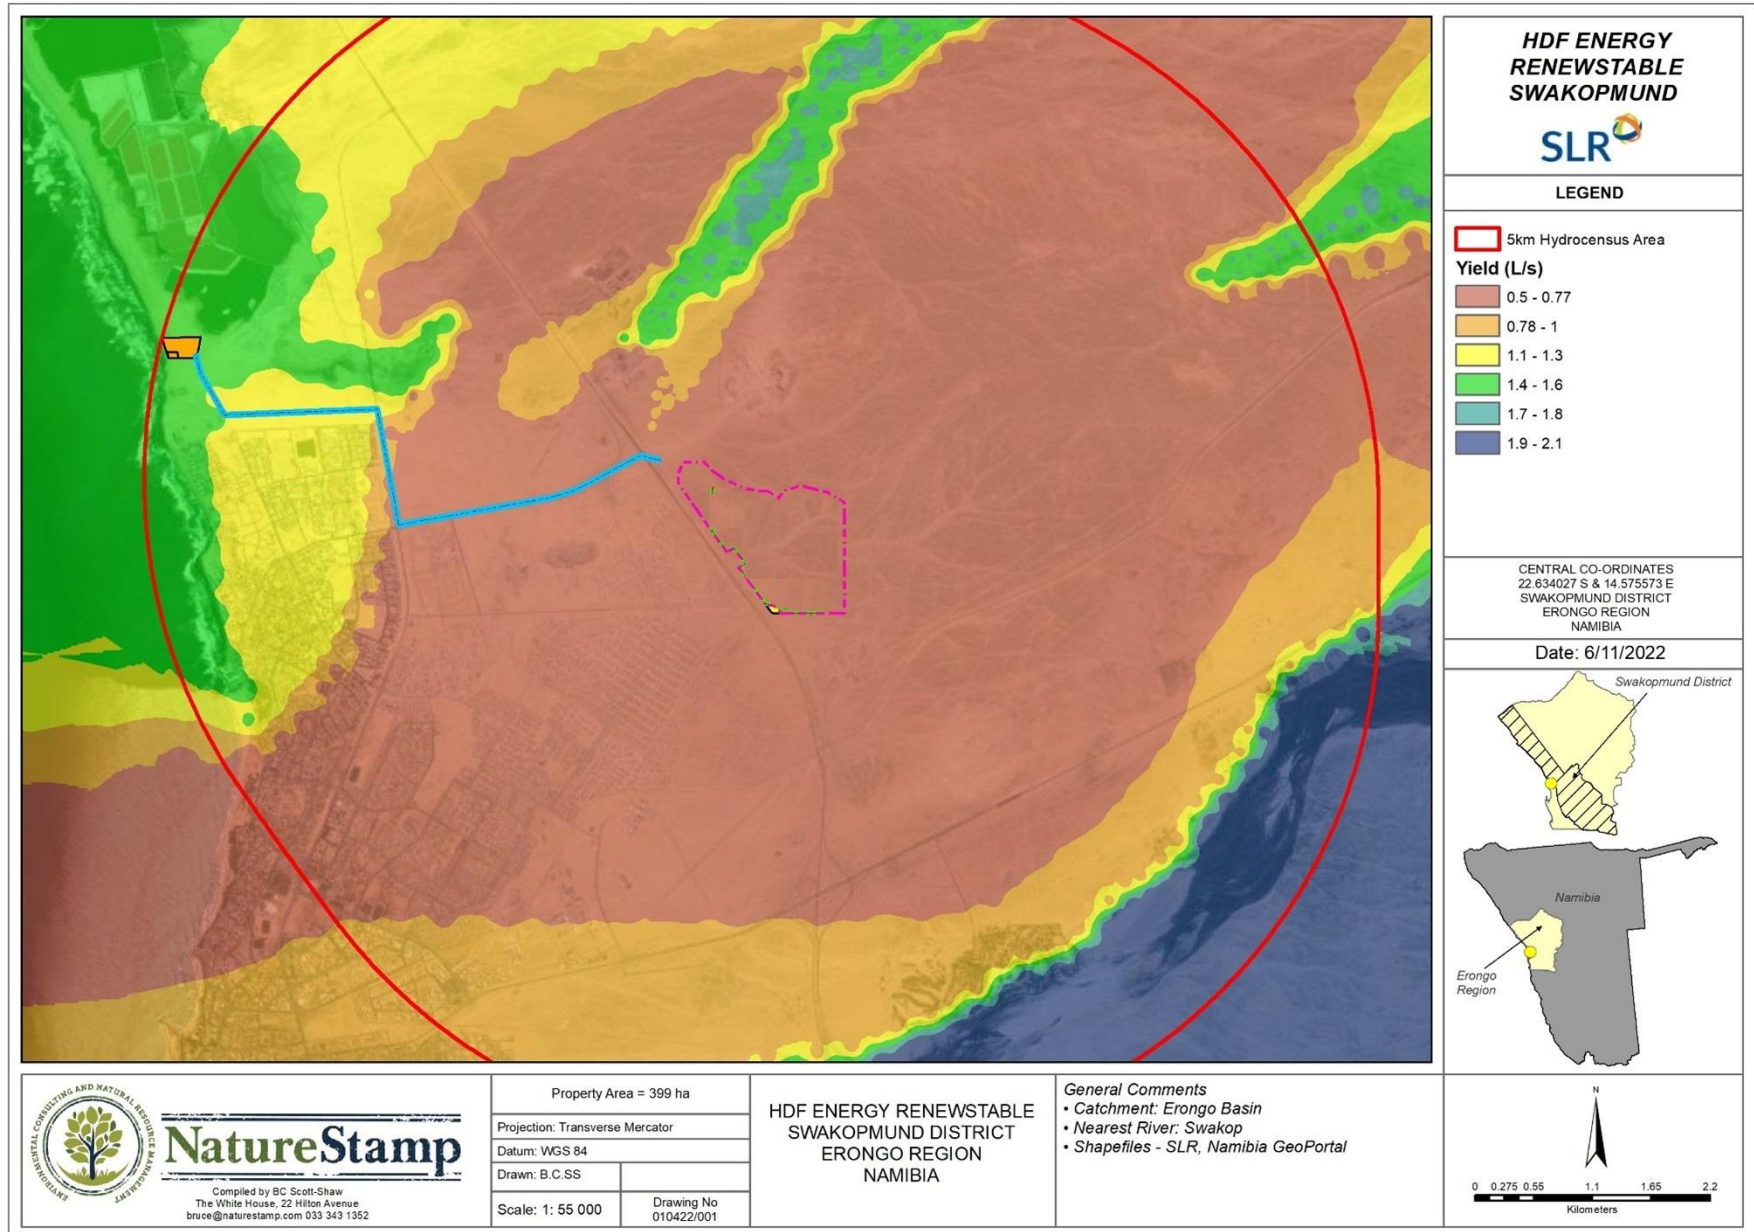 HDF ENERGY
RENEWSTABLE
SWAKOPMUND
SLR
LEGEND
5km Hydrocensus Area
Yield (L/s)
0.5 - 0.77
0.78 - 1
1.1 - 1.3
1.4 - 1.6
1.7 - 1.8
1.9 - 2.1
CENTRAL CO-ORDINATES
22.634027 S & 14.575573 E
SWAKOPMUND DISTRICT
ERONGO REGION
NAMIBIA
Date: 6/11/2022
Swakopmund District
Namibia
Erongo
Region
ENVIRONMENTAL CONSULTING AND NATURAL RESOURCE MANAGEMENT
NatureStamp
Compiled by BC Scott-Shaw
The White House, 22 Hilton Avenue
bruce@naturestamp.com 033 343 1352
Property Area = 399 ha
Projection: Transverse Mercator
Datum: WGS 84
Drawn: B.C.SS
Scale: 1: 55 000
Drawing No
010422/001
HDF ENERGY RENEWSTABLE
SWAKOPMUND DISTRICT
ERONGO REGION
NAMIBIA
General Comments
• Catchment: Erongo Basin
• Nearest River: Swakop
• Shapefiles - SLR, Namibia GeoPortal
N
0 0.275 0.55 1.1 1.65 2.2
Kilometers